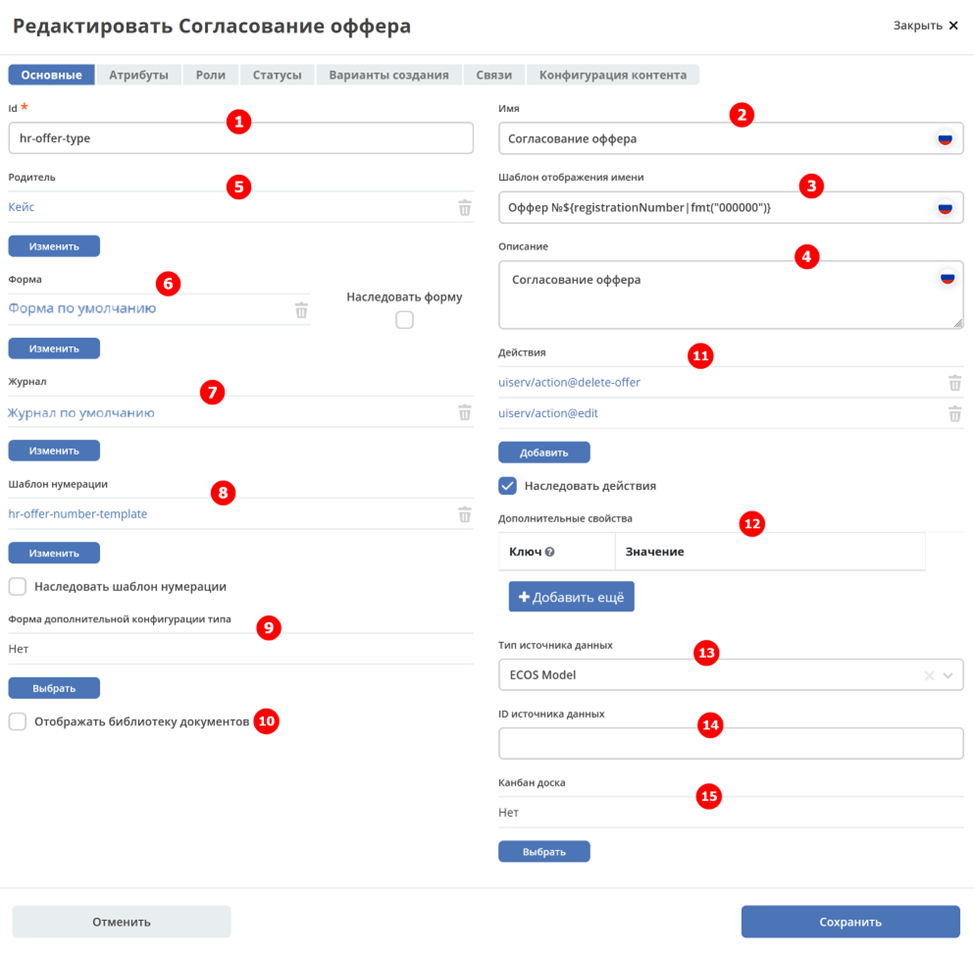 Редактировать Согласование оффера
Закрыть ✕
Основные
Атрибуты
Роли
Статусы
Варианты создания
Связи
Конфигурация контента
Id *
1
hr-offer-type
Имя
2
Согласование оффера
Родитель
5
Кейс
Изменить
Шаблон отображения имени
3
Оффер №${registrationNumber|fmt("000000")}
Описание
4
Согласование оффера
Форма
6
Форма по умолчанию
Наследовать форму
Изменить
Журнал
7
Журнал по умолчанию
Изменить
Действия
11
uiserv/action@delete-offer
uiserv/action@edit
Добавить
Наследовать действия
Шаблон нумерации
8
hr-offer-number-template
Изменить
Наследовать шаблон нумерации
Дополнительные свойства
12
Ключ ?
Значение
+ Добавить ещё
Форма дополнительной конфигурации типа
9
Нет
Выбрать
Отображать библиотеку документов
10
Тип источника данных
13
ECOS Model
ID источника данных
14
Канбан доска
15
Нет
Выбрать
Отменить
Сохранить